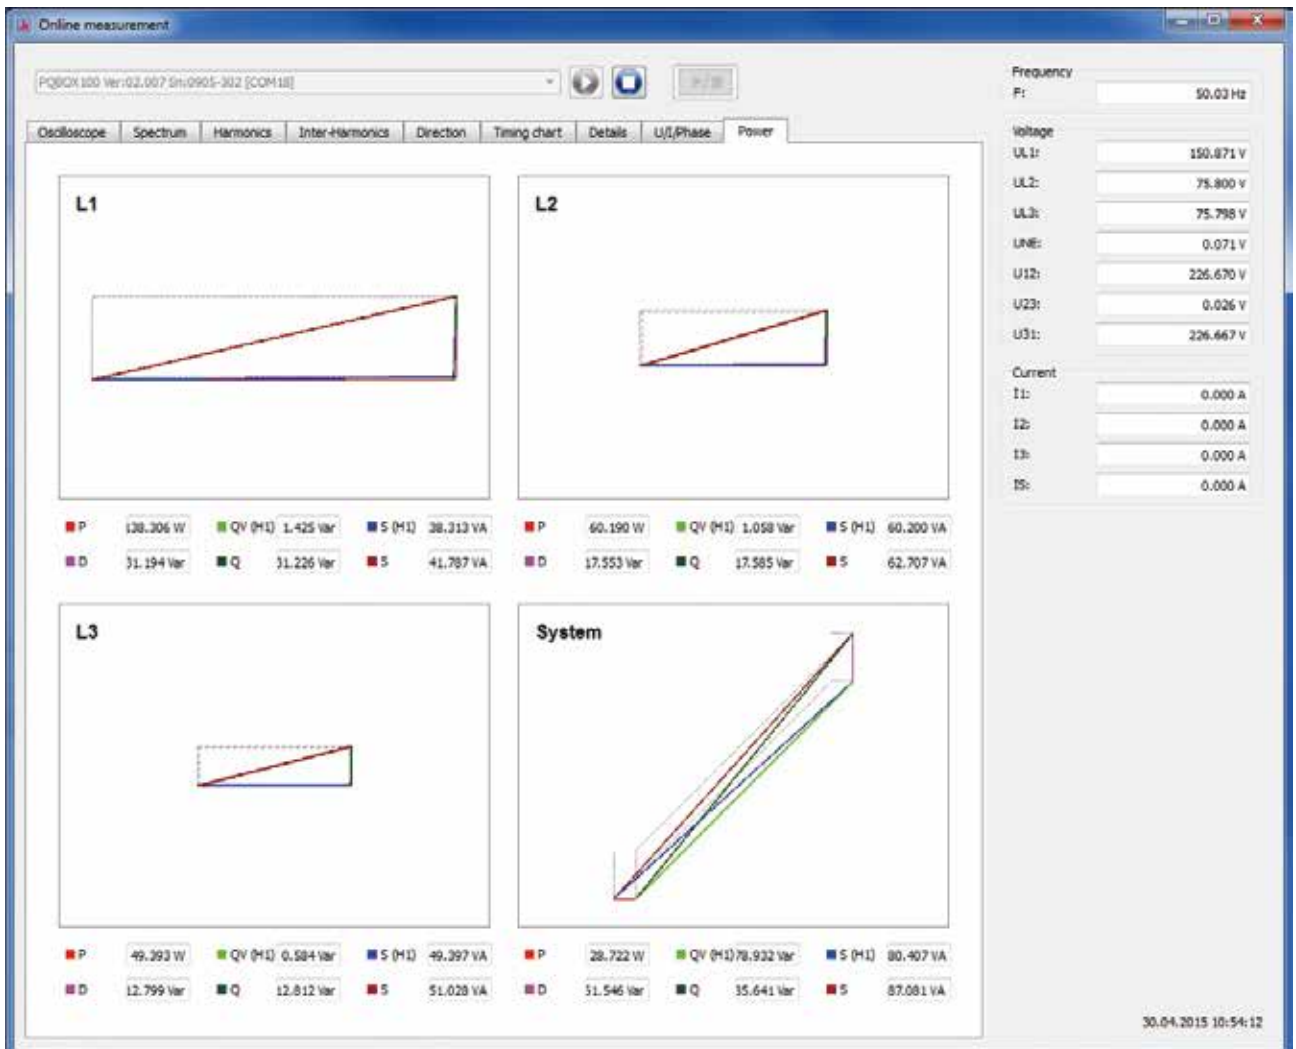 Online measurement
PQBOX 100 Ver:02.007 Sn:0905-302 [COM18]
Oscilloscope Spectrum Harmonics Inter-Harmonics Direction Timing chart Details U/I/Phase Power
L1
L2
P 138.306 W QV (H1) 1.425 Var S (H1) 38.313 VA P 60.190 W QV (H1) 1.058 Var S (H1) 60.200 VA
D 31.194 Var Q 31.226 Var S 41.787 VA D 17.553 Var Q 17.585 Var S 62.707 VA
L3
System
P 49.393 W QV (H1) 0.584 Var S (H1) 49.397 VA P 28.722 W QV (H1) 78.932 Var S (H1) 80.407 VA
D 12.799 Var Q 12.812 Var S 51.028 VA D 51.546 Var Q 35.641 Var S 87.081 VA
Frequency
F: 50.03 Hz
Voltage
UL1: 150.871 V
UL2: 75.800 V
UL3: 75.798 V
UNE: 0.071 V
U12: 226.670 V
U23: 0.026 V
U31: 226.667 V
Current
I1: 0.000 A
I2: 0.000 A
I3: 0.000 A
IS: 0.000 A
30.04.2015 10:54:12